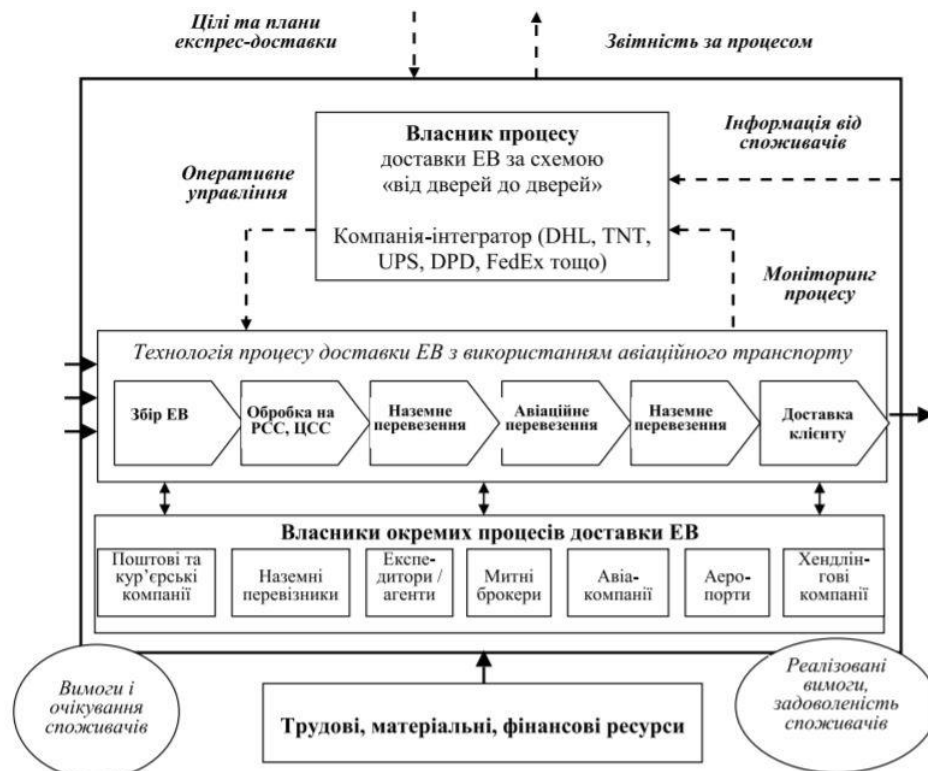 Цілі та плани
експрес-доставки
Звітність за процесом
Власник процесу
доставки ЕВ за схемою
«від дверей до дверей»
Компанія-інтегратор (DHL, TNT,
UPS, DPD, FedEx тощо)
Інформація від
споживачів
Оперативне
управління
Моніторинг
процесу
Технологія процесу доставки ЕВ з використанням авіаційного транспорту
Збір ЕВ
Обробка на
РСС, ЦСС
Наземне
перевезення
Авіаційне
перевезення
Наземне
перевезення
Доставка
клієнту
Власники окремих процесів доставки ЕВ
Поштові та
кур’єрські
компанії
Наземні
перевізники
Експе-
дитори /
агенти
Митні
брокери
Авіа-
компанії
Аеро-
порти
Хендлін-
гові
компанії
Вимоги і
очікування
споживачів
Трудові, матеріальні, фінансові ресурси
Реалізовані
вимоги,
задоволеність
споживачів